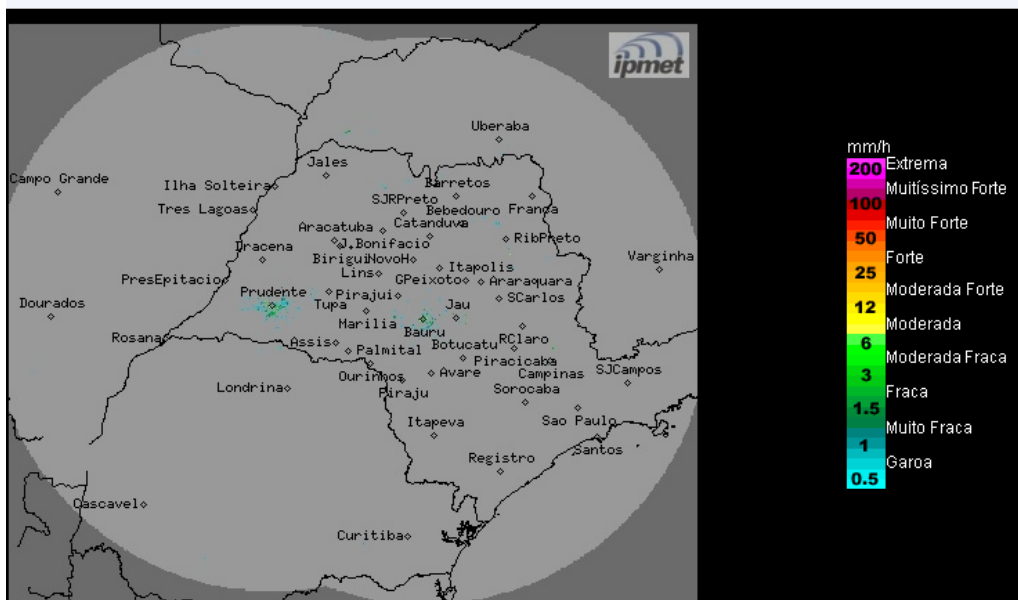 ipmet
Uberaba
Jales
Campo Grande
Ilha Solteira
Barretos
SJRPreto
Tres Lagoas
Bebedouro
Franca
Aracatuba
Catanduva
J.Bonifacio
RibPreto
Dracena
Birigui
NovoH
Varginha
Lins
Itapolis
PresEpitacio
GPeixoto
Araraquara
Prudente
Tupa
Pirajui
SCarlos
Dourados
Jau
Marilia
Bauru
Rosana
Assis
Botucatu
RClaro
Palmital
Piracicaba
Ourinhos
Avare
Campinas
SJCampos
Londrina
Piraju
Sorocaba
Itapeva
Sao Paulo
Santos
Registro
Cascavel
Curitiba
mm/h
200 Extrema
Muitíssimo Forte
100
Muito Forte
50
Forte
25
Moderada Forte
12
Moderada
6
Moderada Fraca
3
Fraca
1.5
Muito Fraca
1
Garoa
0.5